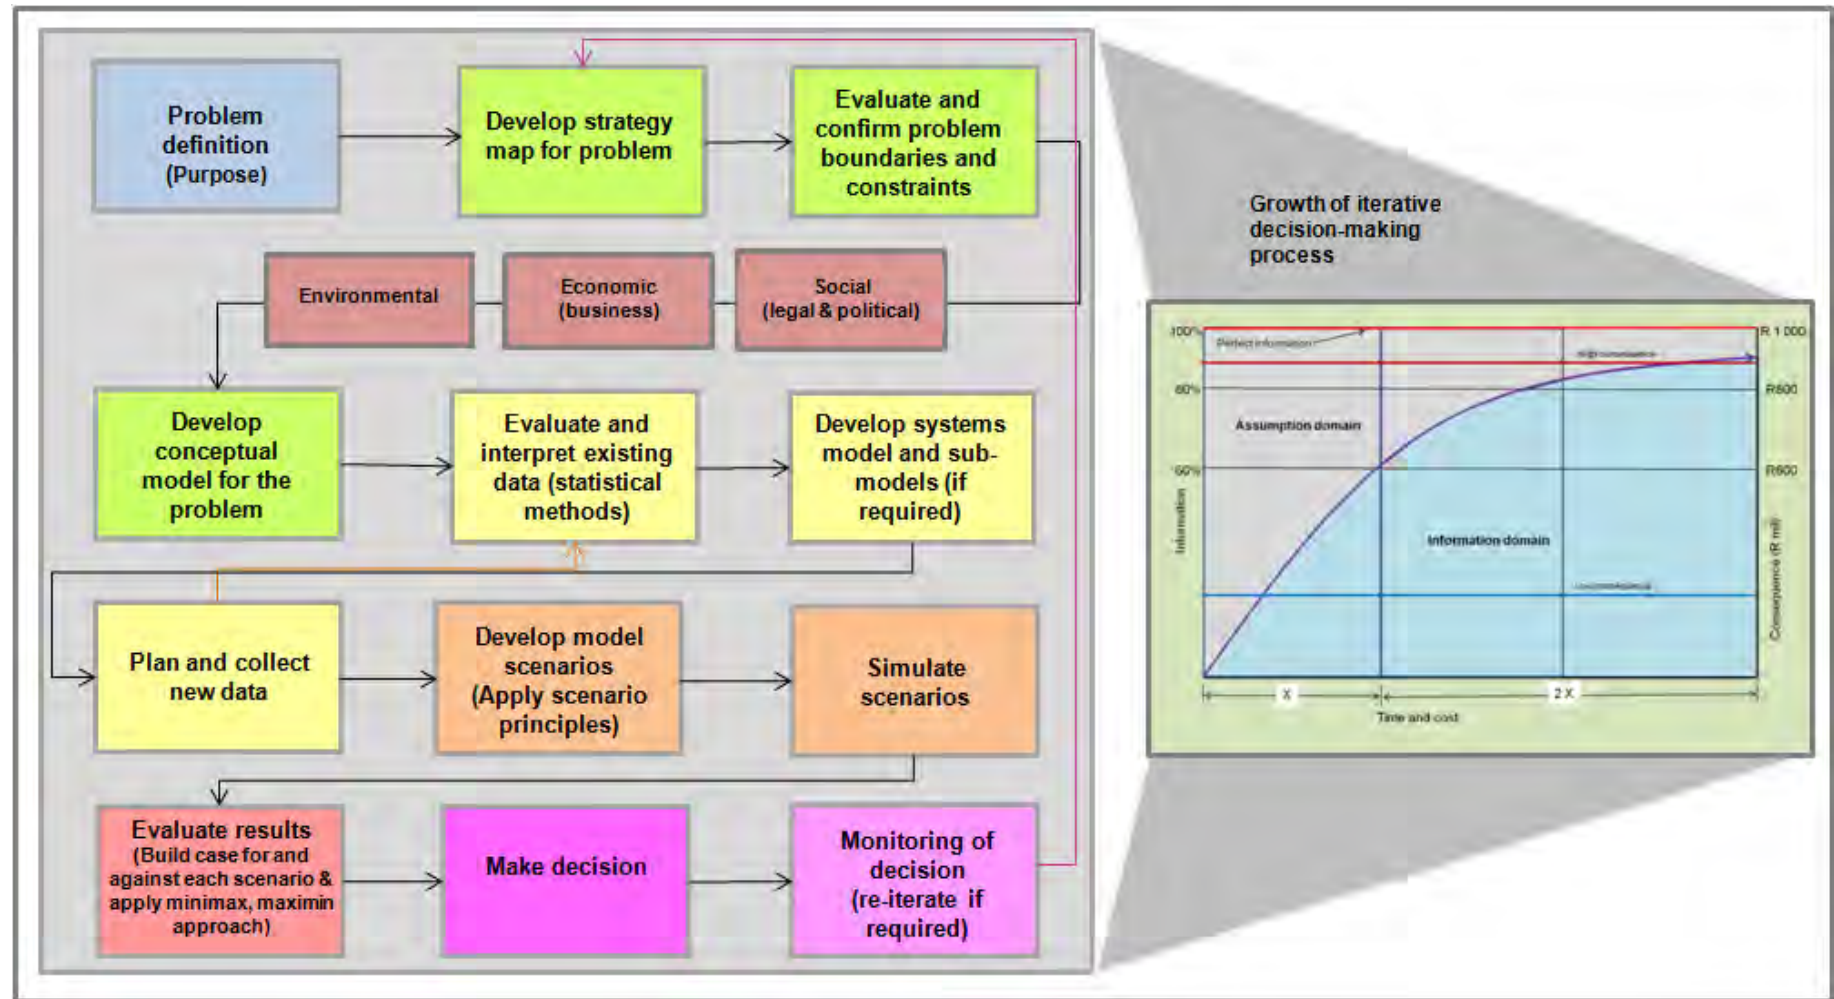 Problem
definition
(Purpose)
Develop strategy
map for problem
Evaluate and
confirm problem
boundaries and
constraints
Environmental
Economic
(business)
Social
(legal & political)
Develop
conceptual
model for the
problem
Evaluate and
interpret existing
data (statistical
methods)
Develop systems
model and sub-
models (if
required)
Plan and collect
new data
Develop model
scenarios
(Apply scenario
principles)
Simulate
scenarios
Evaluate results
(Build case for and
against each scenario &
apply minimax, maximin
approach)
Make decision
Monitoring of
decision
(re-iterate if
required)
Growth of iterative
decision-making
process
100%
R 1 000
Perfect information
High consequence
80%
R800
Assumption domain
60%
R600
Information
Information domain
Consequence (R mil)
X
2 X
Time and cost